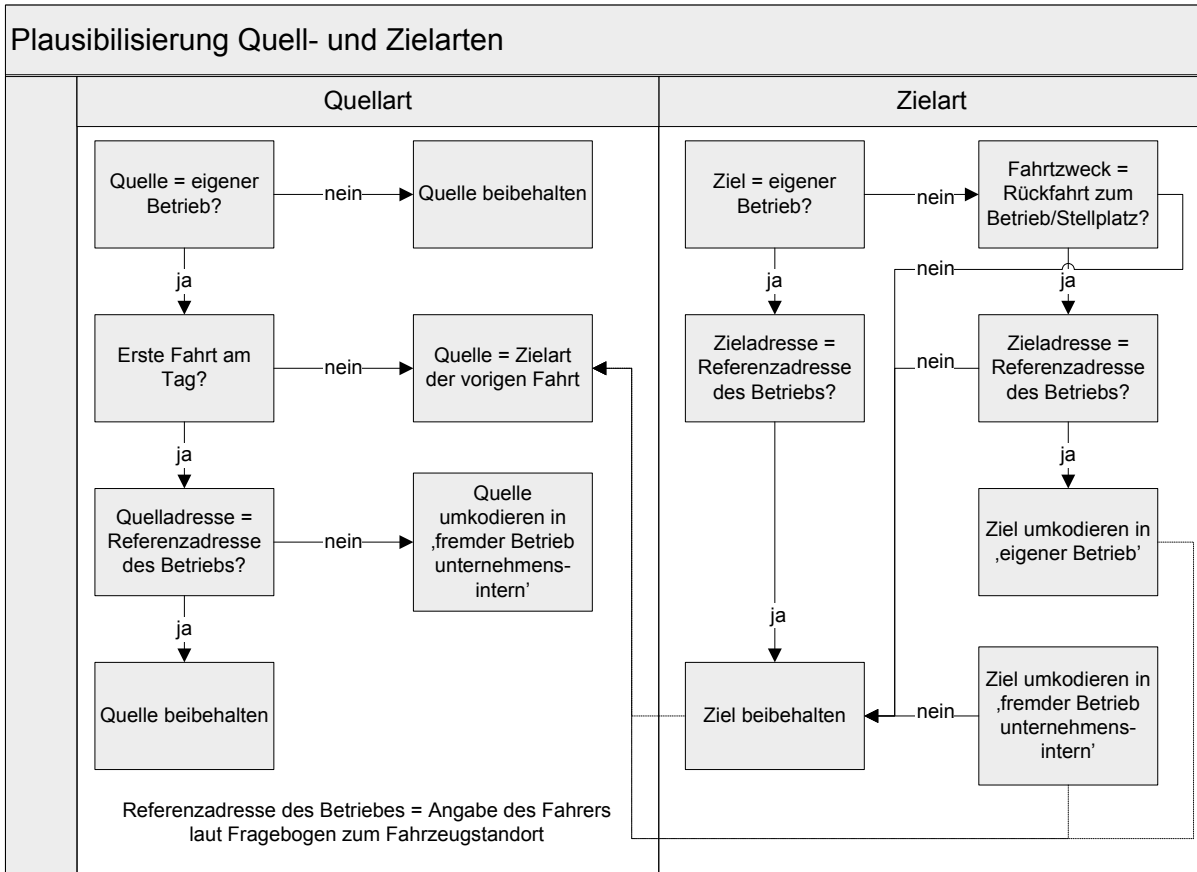 Plausibilisierung Quell- und Zielarten
Quellart
Quelle = eigener
Betrieb?
nein
Quelle beibehalten
ja
Erste Fahrt am
Tag?
nein
Quelle = Zielart
der vorigen Fahrt
ja
Quelladresse =
Referenzadresse
des Betriebs?
nein
Quelle
umkodieren in
‚fremder Betrieb
unternehmens-
intern’
ja
Quelle beibehalten
Referenzadresse des Betriebes = Angabe des Fahrers
laut Fragebogen zum Fahrzeugstandort
Zielart
Ziel = eigener
Betrieb?
nein
Fahrtzweck =
Rückfahrt zum
Betrieb/Stellplatz?
ja
nein
ja
Zieladresse =
Referenzadresse
des Betriebs?
nein
Zieladresse =
Referenzadresse
des Betriebs?
ja
Ziel umkodieren in
‚eigener Betrieb’
ja
Ziel beibehalten
nein
Ziel umkodieren in
‚fremder Betrieb
unternehmens-
intern’